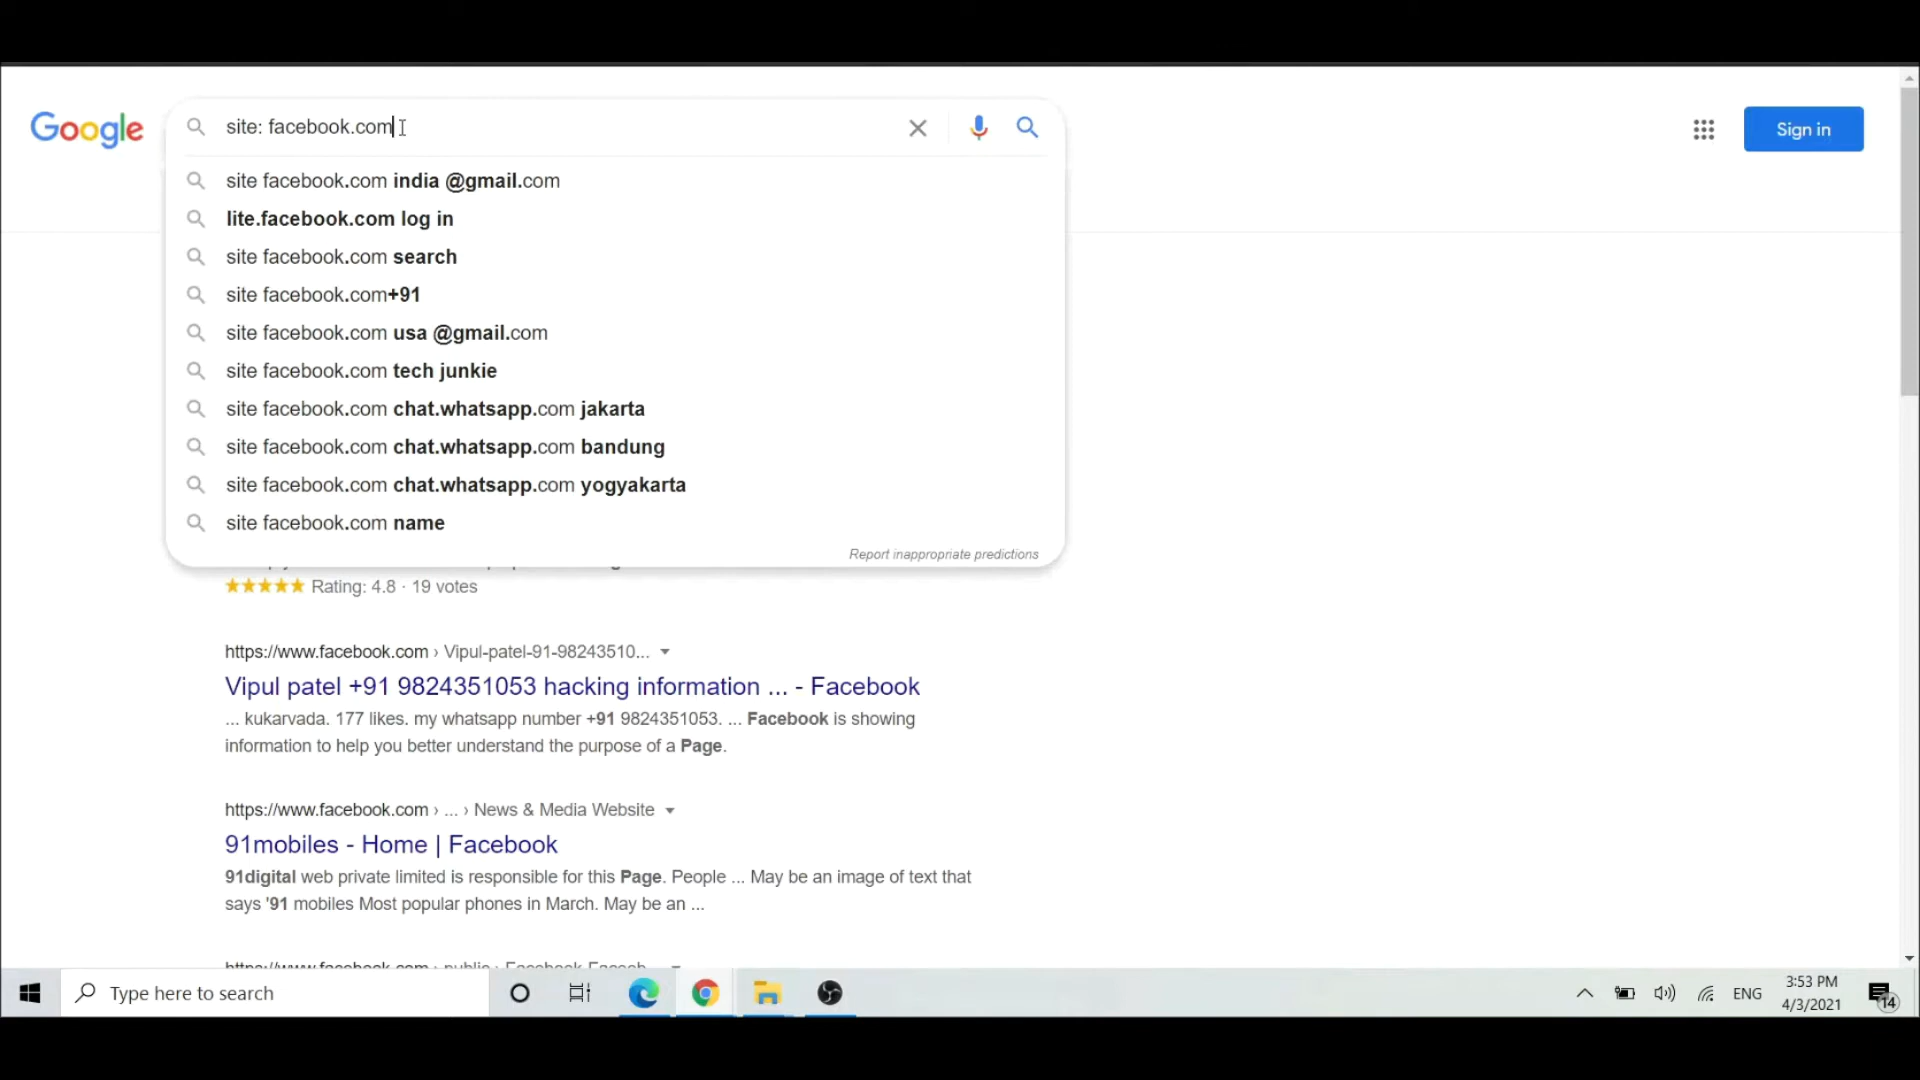 Google
site: facebook.com
Sign in
site facebook.com india @gmail.com
lite.facebook.com log in
site facebook.com search
site facebook.com+91
site facebook.com usa @gmail.com
site facebook.com tech junkie
site facebook.com chat.whatsapp.com jakarta
site facebook.com chat.whatsapp.com bandung
site facebook.com chat.whatsapp.com yogyakarta
site facebook.com name
Report inappropriate predictions
Rating: 4.8 · 19 votes
https://www.facebook.com › Vipul-patel-91-98243510...
Vipul patel +91 9824351053 hacking information ... - Facebook
... kukarvada. 177 likes. my whatsapp number +91 9824351053. ... Facebook is showing
information to help you better understand the purpose of a Page.
https://www.facebook.com › ... › News & Media Website
91mobiles - Home | Facebook
91digital web private limited is responsible for this Page. People ... May be an image of text that
says '91 mobiles Most popular phones in March. May be an ...
https://www.facebook.com › public ›
Type here to search
ENG
3:53 PM
4/3/2021
14